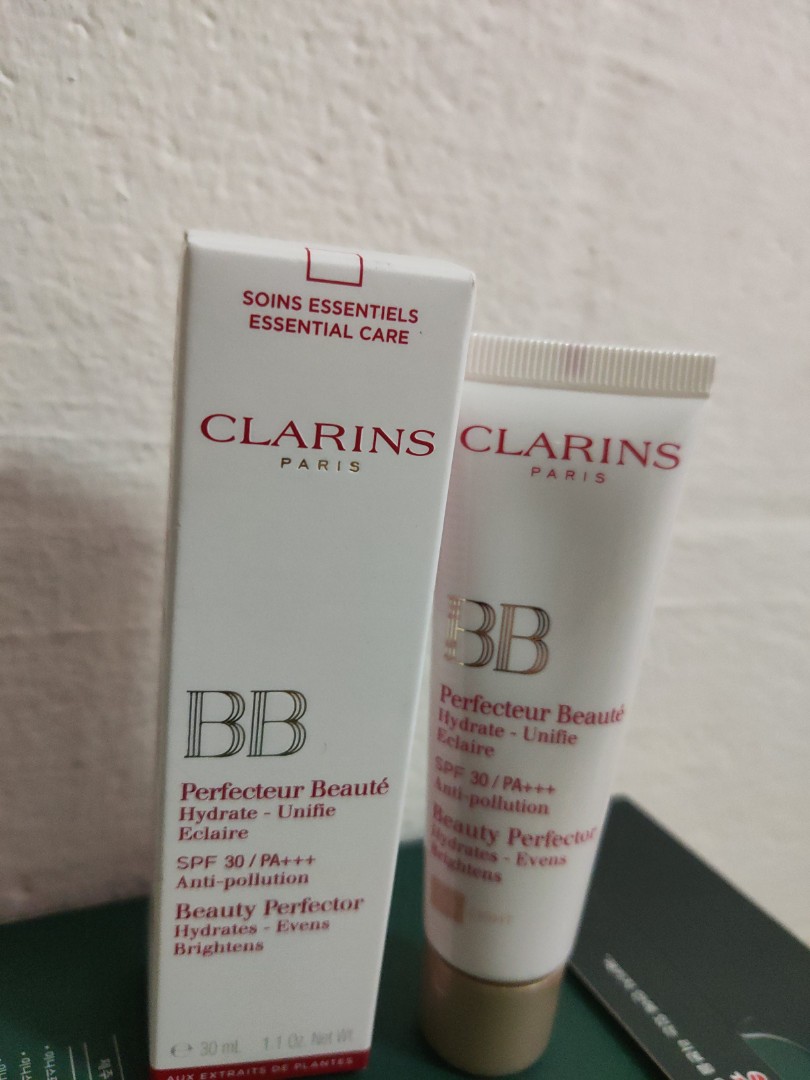 SOINS ESSENTIELS
ESSENTIAL CARE
CLARINS
PARIS
BB
Perfecteur Beauté
Hydrate - Unifie
Eclaire
SPF 30 / PA+++
Anti-pollution
Beauty Perfector
Hydrates - Evens
Brightens
℮ 30 mL 1.1 Oz. Net Wt.
AUX EXTRAITS DE PLANTES
CLARINS
PARIS
BB
Perfecteur Beauté
Hydrate - Unifie
Eclaire
SPF 30 / PA+++
Anti-pollution
Beauty Perfector
Hydrates - Evens
Brightens